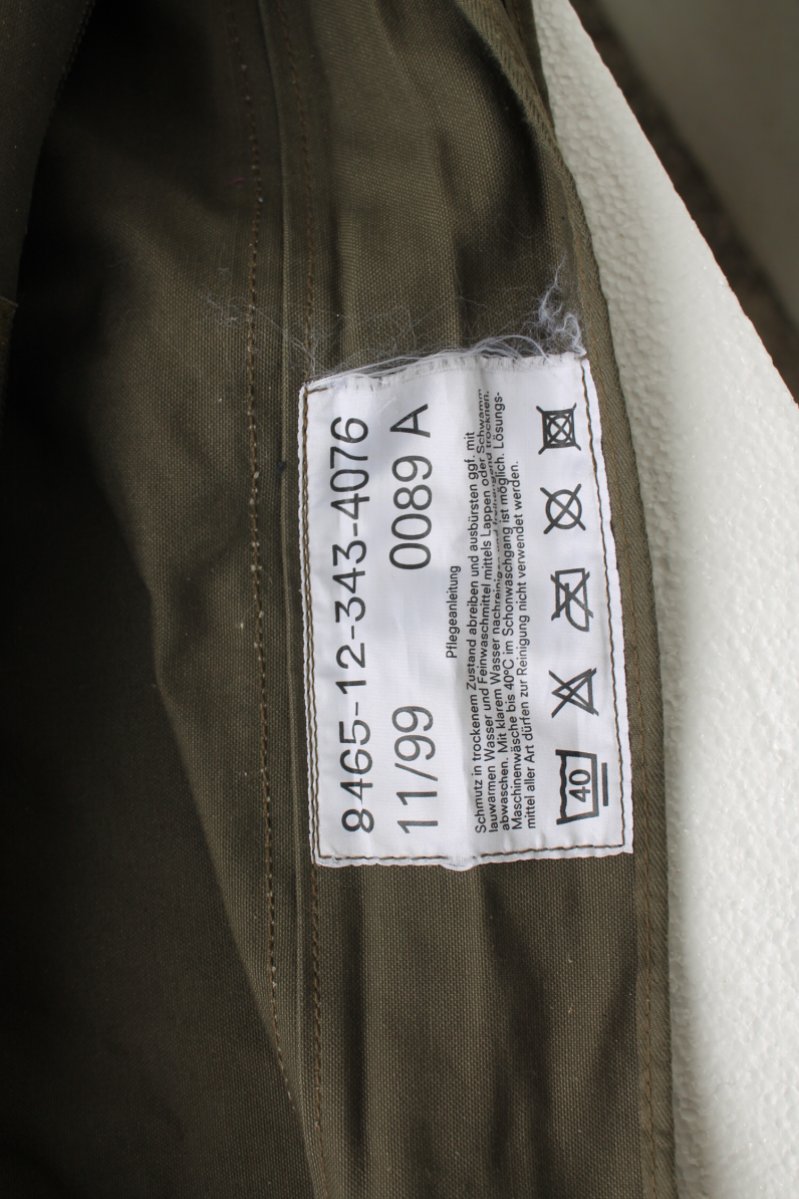 8465-12-343-4076
11/99 0089 A
Pflegeanleitung
Schmutz in trockenem Zustand abreiben und ausbürsten ggf. mit
lauwarmen Wasser und Feinwaschmittel mittels Lappen oder Schwamm
abwaschen. Mit klarem Wasser nachreinigen und freihängend trocknen.
Maschinenwäsche bis 40°C im Schonwaschgang ist möglich. Lösungs-
mittel aller Art dürfen zur Reinigung nicht verwendet werden.
40